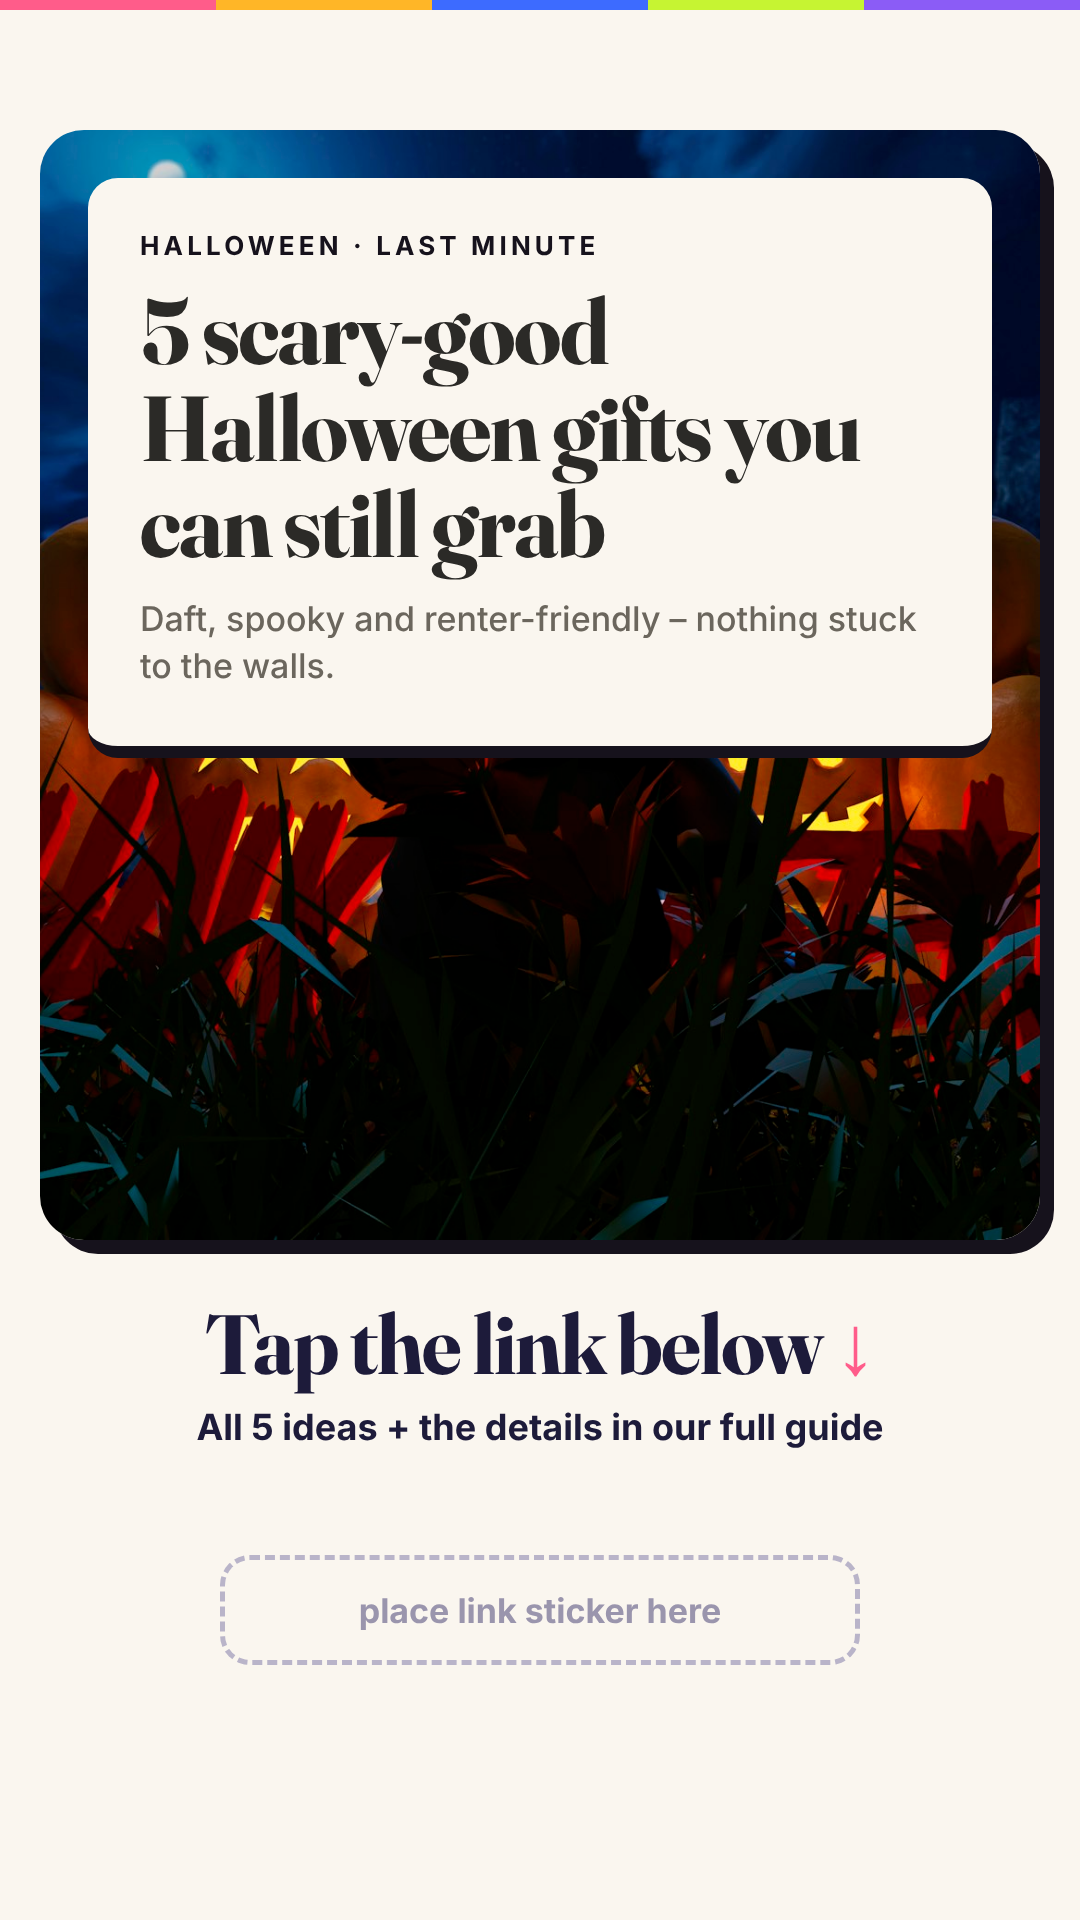 HALLOWEEN · LAST MINUTE
5 scary-good
Halloween gifts you
can still grab
Daft, spooky and renter-friendly – nothing stuck
to the walls.
Tap the link below ↓
All 5 ideas + the details in our full guide
place link sticker here